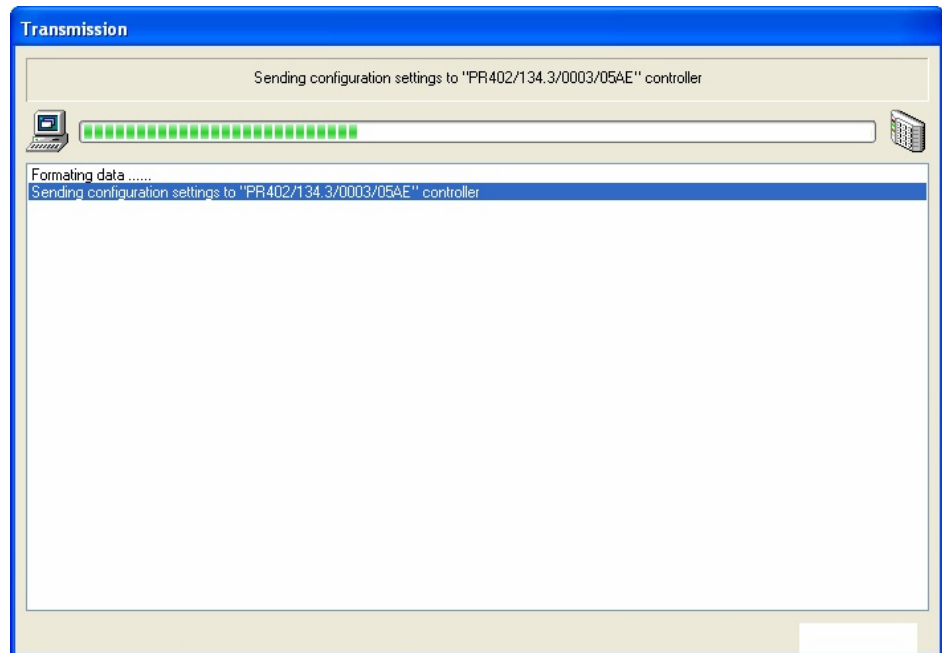 Transmission
Sending configuration settings to "PR402/134.3/0003/05AE" controller
Formating data ......
Sending configuration settings to "PR402/134.3/0003/05AE" controller